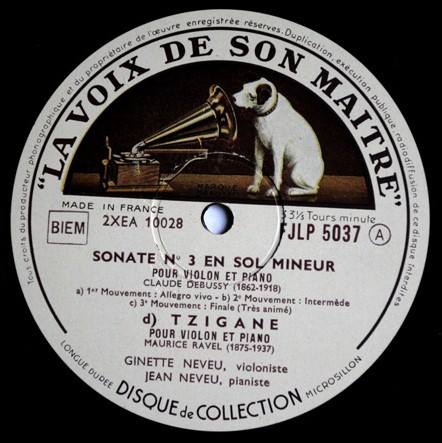 Tous droits du producteur phonographique et du propriétaire de l'œuvre enregistrée réservés. Duplication, exécution publique, radiodiffusion de ce disque interdites
"LA VOIX DE SON MAITRE"
MARQUE
MADE IN FRANCE
33⅓ Tours minute
BIEM
2XEA 10028
FJLP 5037 A
SONATE No 3 EN SOL MINEUR
POUR VIOLON ET PIANO
CLAUDE DEBUSSY (1862-1918)
a) 1er Mouvement : Allegro vivo - b) 2e Mouvement : Intermède
c) 3e Mouvement : Finale (Très animé)
d) TZIGANE
POUR VIOLON ET PIANO
MAURICE RAVEL (1875-1937)
GINETTE NEVEU, violoniste
JEAN NEVEU, pianiste
LONGUE DURÉE DISQUE de COLLECTION MICROSILLON